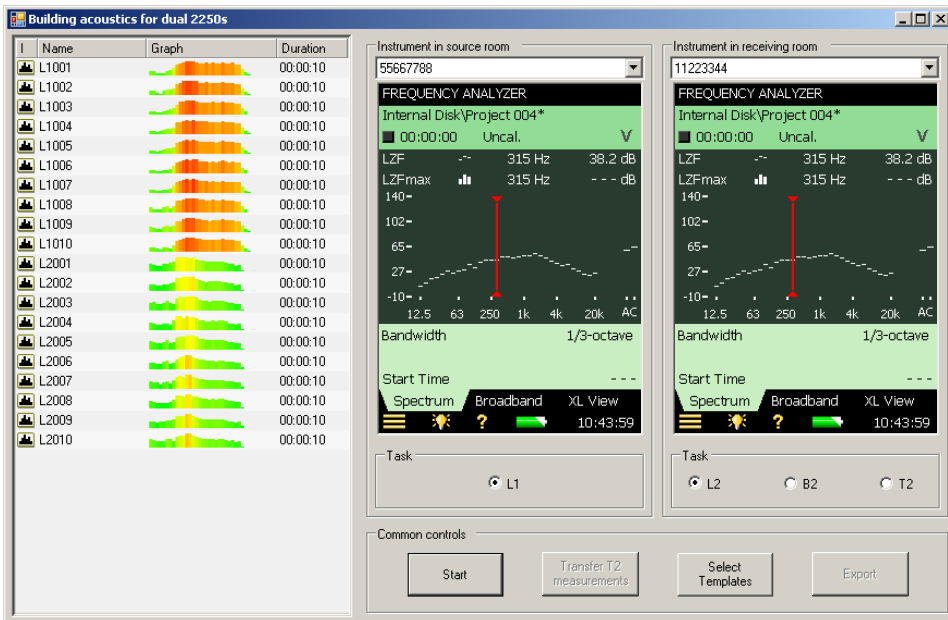 Building acoustics for dual 2250s
I Name Graph Duration
L1001 00:00:10
L1002 00:00:10
L1003 00:00:10
L1004 00:00:10
L1005 00:00:10
L1006 00:00:10
L1007 00:00:10
L1008 00:00:10
L1009 00:00:10
L1010 00:00:10
L2001 00:00:10
L2002 00:00:10
L2003 00:00:10
L2004 00:00:10
L2005 00:00:10
L2006 00:00:10
L2007 00:00:10
L2008 00:00:10
L2009 00:00:10
L2010 00:00:10
Instrument in source room
55667788
FREQUENCY ANALYZER
Internal Disk\Project 004*
00:00:00 Uncal. V
LZF 315 Hz 38.2 dB
LZFmax 315 Hz - - - dB
140
102
65
27
-10
12.5 63 250 1k 4k 20k AC
Bandwidth 1/3-octave
Start Time - - -
Spectrum Broadband XL View
? 10:43:59
Task
L1
Instrument in receiving room
11223344
FREQUENCY ANALYZER
Internal Disk\Project 004*
00:00:00 Uncal. V
LZF 315 Hz 38.2 dB
LZFmax 315 Hz - - - dB
140
102
65
27
-10
12.5 63 250 1k 4k 20k AC
Bandwidth 1/3-octave
Start Time - - -
Spectrum Broadband XL View
? 10:43:59
Task
L2 B2 T2
Common controls
Start
Transfer T2
measurements
Select
Templates
Export